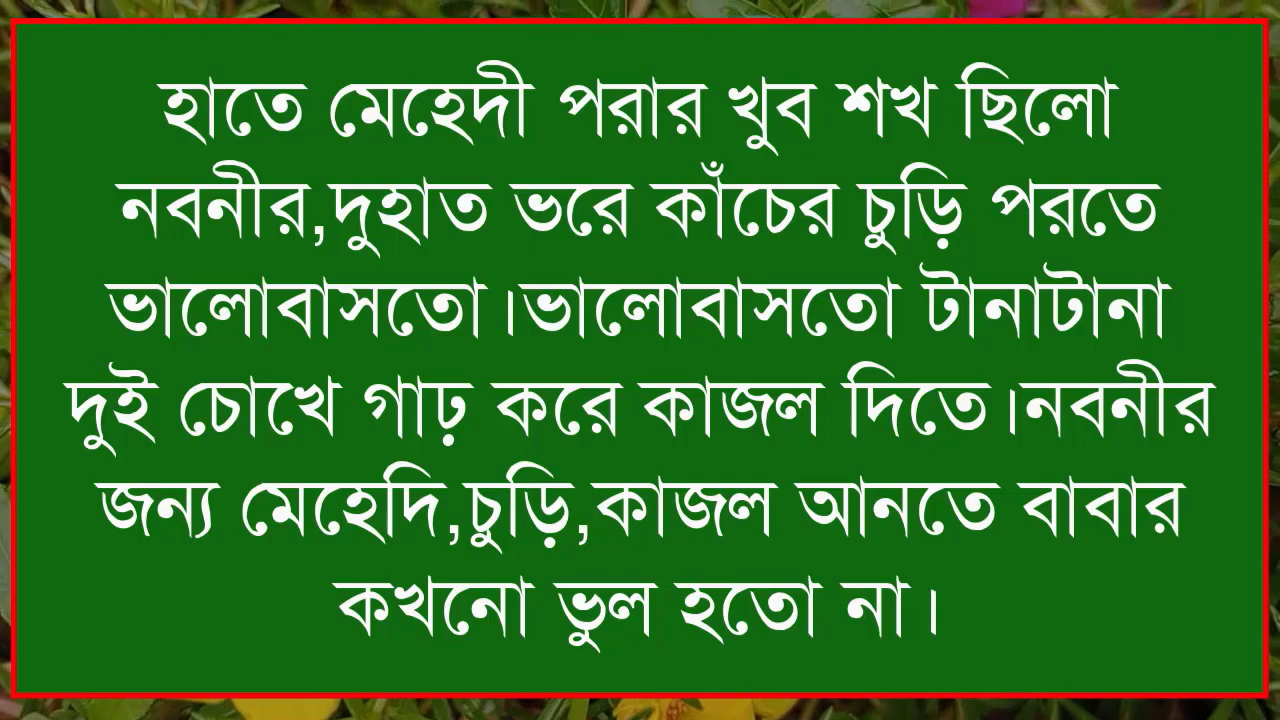 হাতে মেহেদী পরার খুব শখ ছিলো
নবনীর,দুহাত ভরে কাঁচের চুড়ি পরতে
ভালোবাসতো।ভালোবাসতো টানাটানা
দুই চোখে গাঢ় করে কাজল দিতে।নবনীর
জন্য মেহেদি,চুড়ি,কাজল আনতে বাবার
কখনো ভুল হতো না।